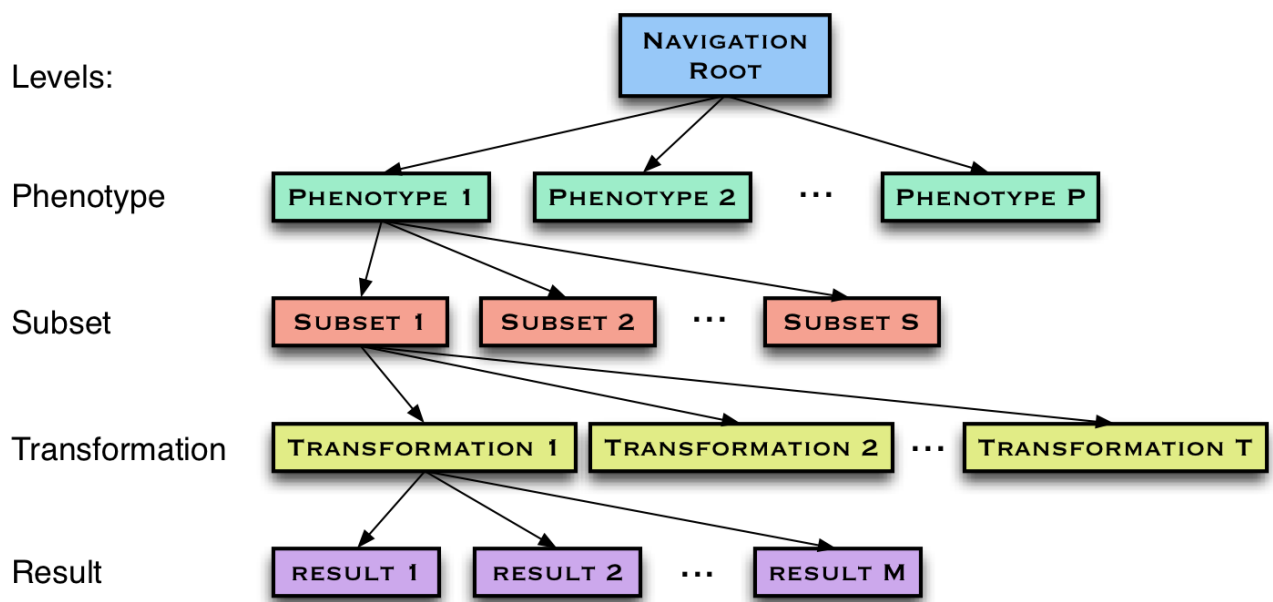 NAVIGATION
ROOT
Levels:
Phenotype
PHENOTYPE 1
PHENOTYPE 2
...
PHENOTYPE P
Subset
SUBSET 1
SUBSET 2
...
SUBSET S
Transformation
TRANSFORMATION 1
TRANSFORMATION 2
...
TRANSFORMATION T
Result
RESULT 1
RESULT 2
...
RESULT M